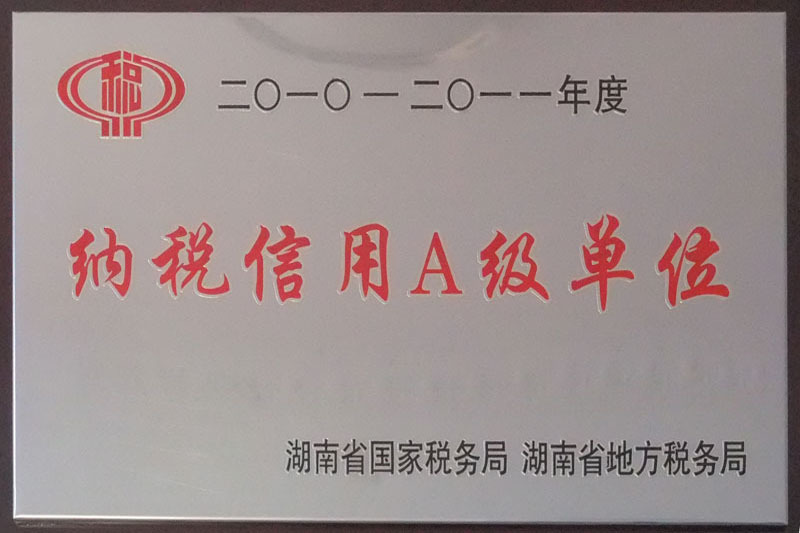 税
二〇一〇一二〇一一年度
纳税信用A级单位
湖南省国家税务局 湖南省地方税务局